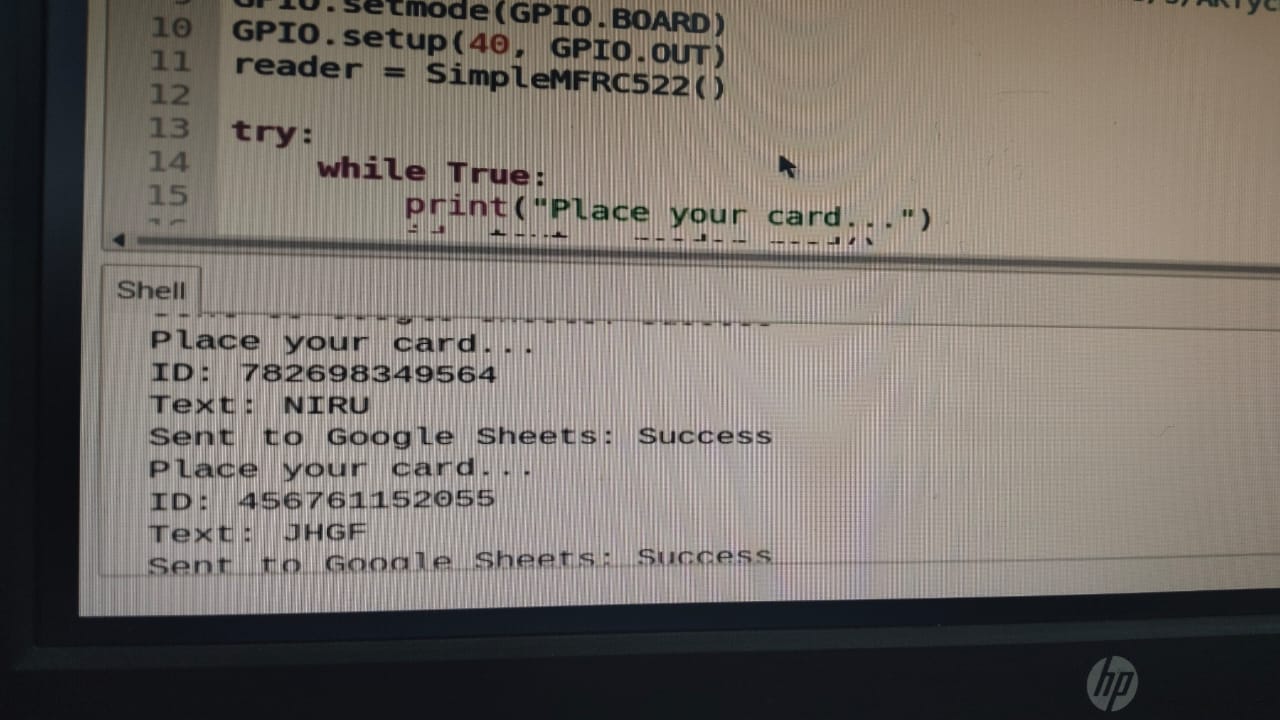 GPIO.setmode(GPIO.BOARD)
10 GPIO.setup(40, GPIO.OUT)
11 reader = SimpleMFRC522()
12
13 try:
14 while True:
15 print("Place your card...")
Shell
Place your card...
ID: 782698349564
Text: NIRU
Sent to Google Sheets: Success
Place your card...
ID: 456761152055
Text: JHGF
Sent to Google Sheets: Success
hp